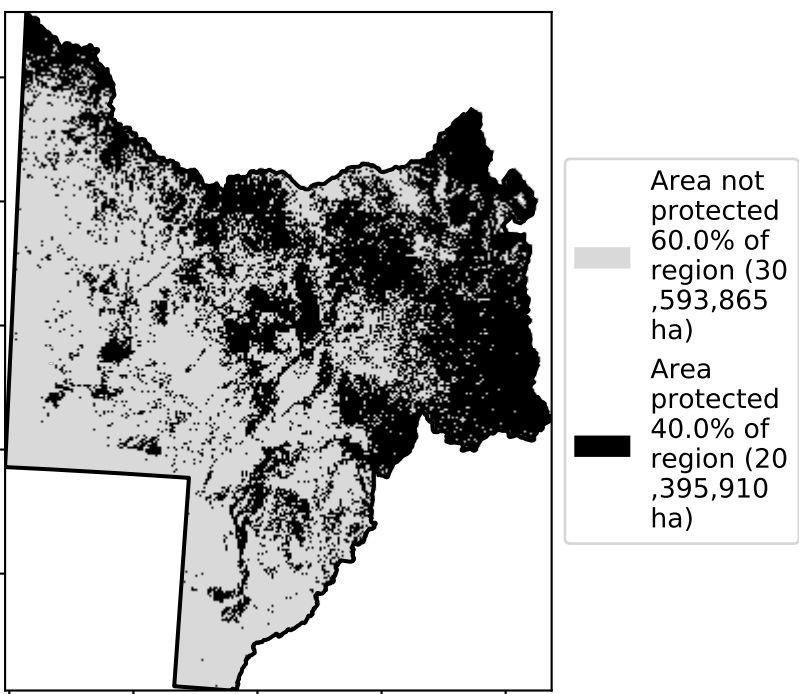 Area not
protected
60.0% of
region (30
,593,865
ha)
Area
protected
40.0% of
region (20
,395,910
ha)